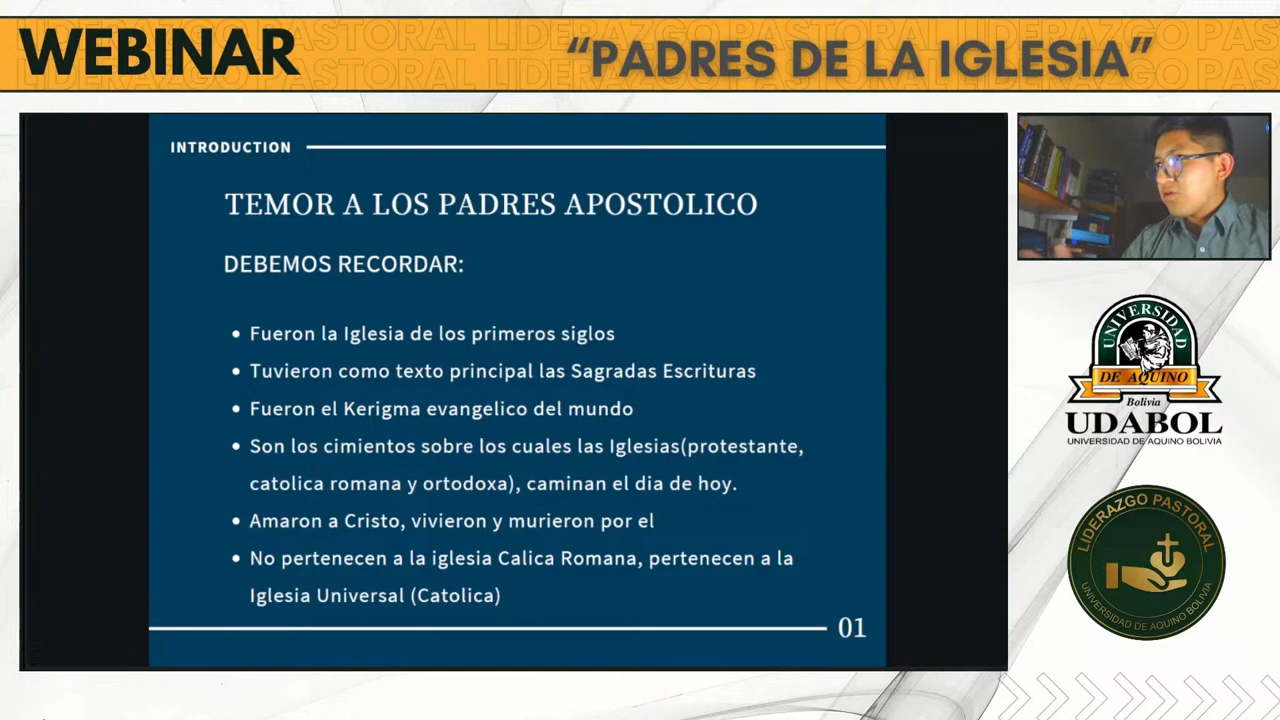 WEBINAR
“PADRES DE LA IGLESIA”
INTRODUCTION
TEMOR A LOS PADRES APOSTOLICO
DEBEMOS RECORDAR:
• Fueron la Iglesia de los primeros siglos
• Tuvieron como texto principal las Sagradas Escrituras
• Fueron el Kerigma evangelico del mundo
• Son los cimientos sobre los cuales las Iglesias(protestante,
catolica romana y ortodoxa), caminan el dia de hoy.
• Amaron a Cristo, vivieron y murieron por el
• No pertenecen a la iglesia Calica Romana, pertenecen a la
Iglesia Universal (Catolica)
01
UNIVERSIDAD
DE AQUINO
Bolivia
UDABOL
UNIVERSIDAD DE AQUINO BOLIVIA
LIDERAZGO PASTORAL
UNIVERSIDAD DE AQUINO BOLIVIA